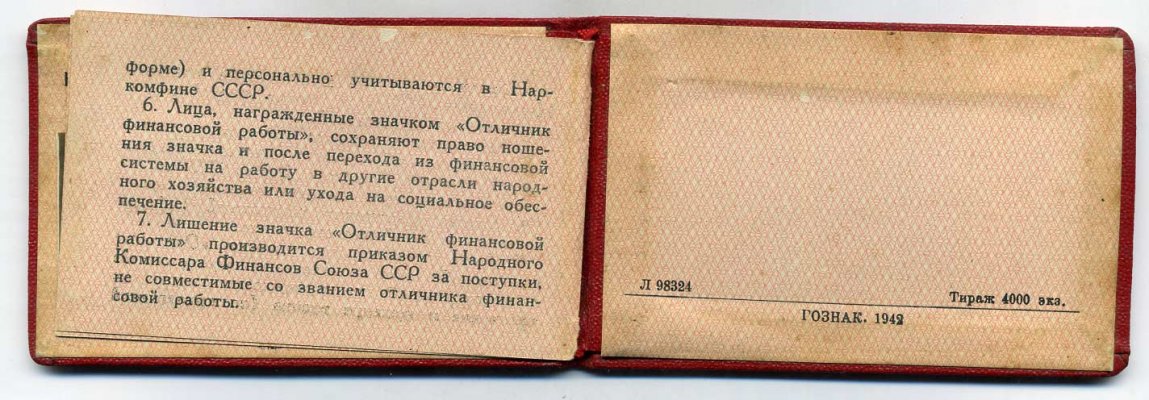 форме) и персонально учитываются в Нар-
комфине СССР.
6. Лица, награжденные значком «Отличник
финансовой работы», сохраняют право ноше-
ния значка и после перехода из финансовой
системы на работу в другие отрасли народ-
ного хозяйства или ухода на социальное обес-
печение.
7. Лишение значка «Отличник финансовой
работы» производится приказом Народного
Комиссара Финансов Союза ССР за поступки,
не совместимые со званием отличника финан-
совой работы.
Л 98324
Тираж 4000 экз.
ГОЗНАК. 1942